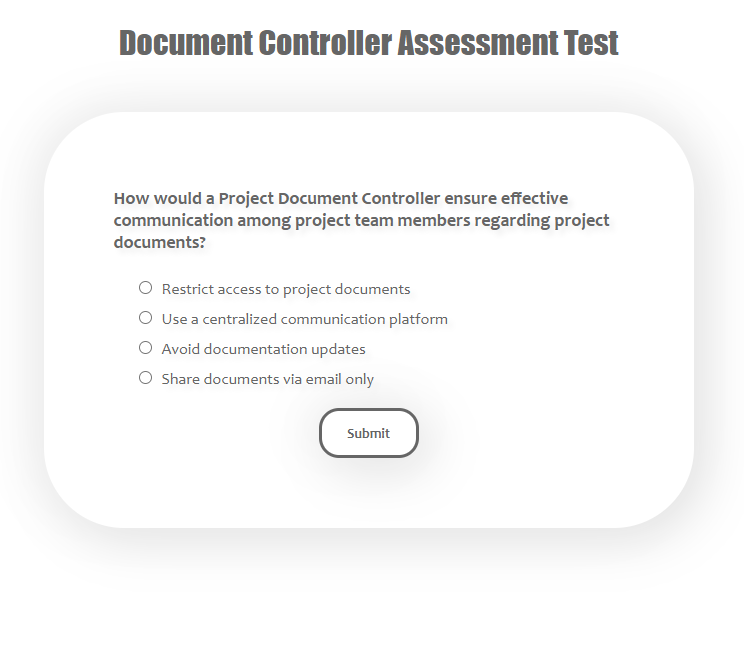 Document Controller Assessment Test
How would a Project Document Controller ensure effective
communication among project team members regarding project
documents?
Restrict access to project documents
Use a centralized communication platform
Avoid documentation updates
Share documents via email only
Submit